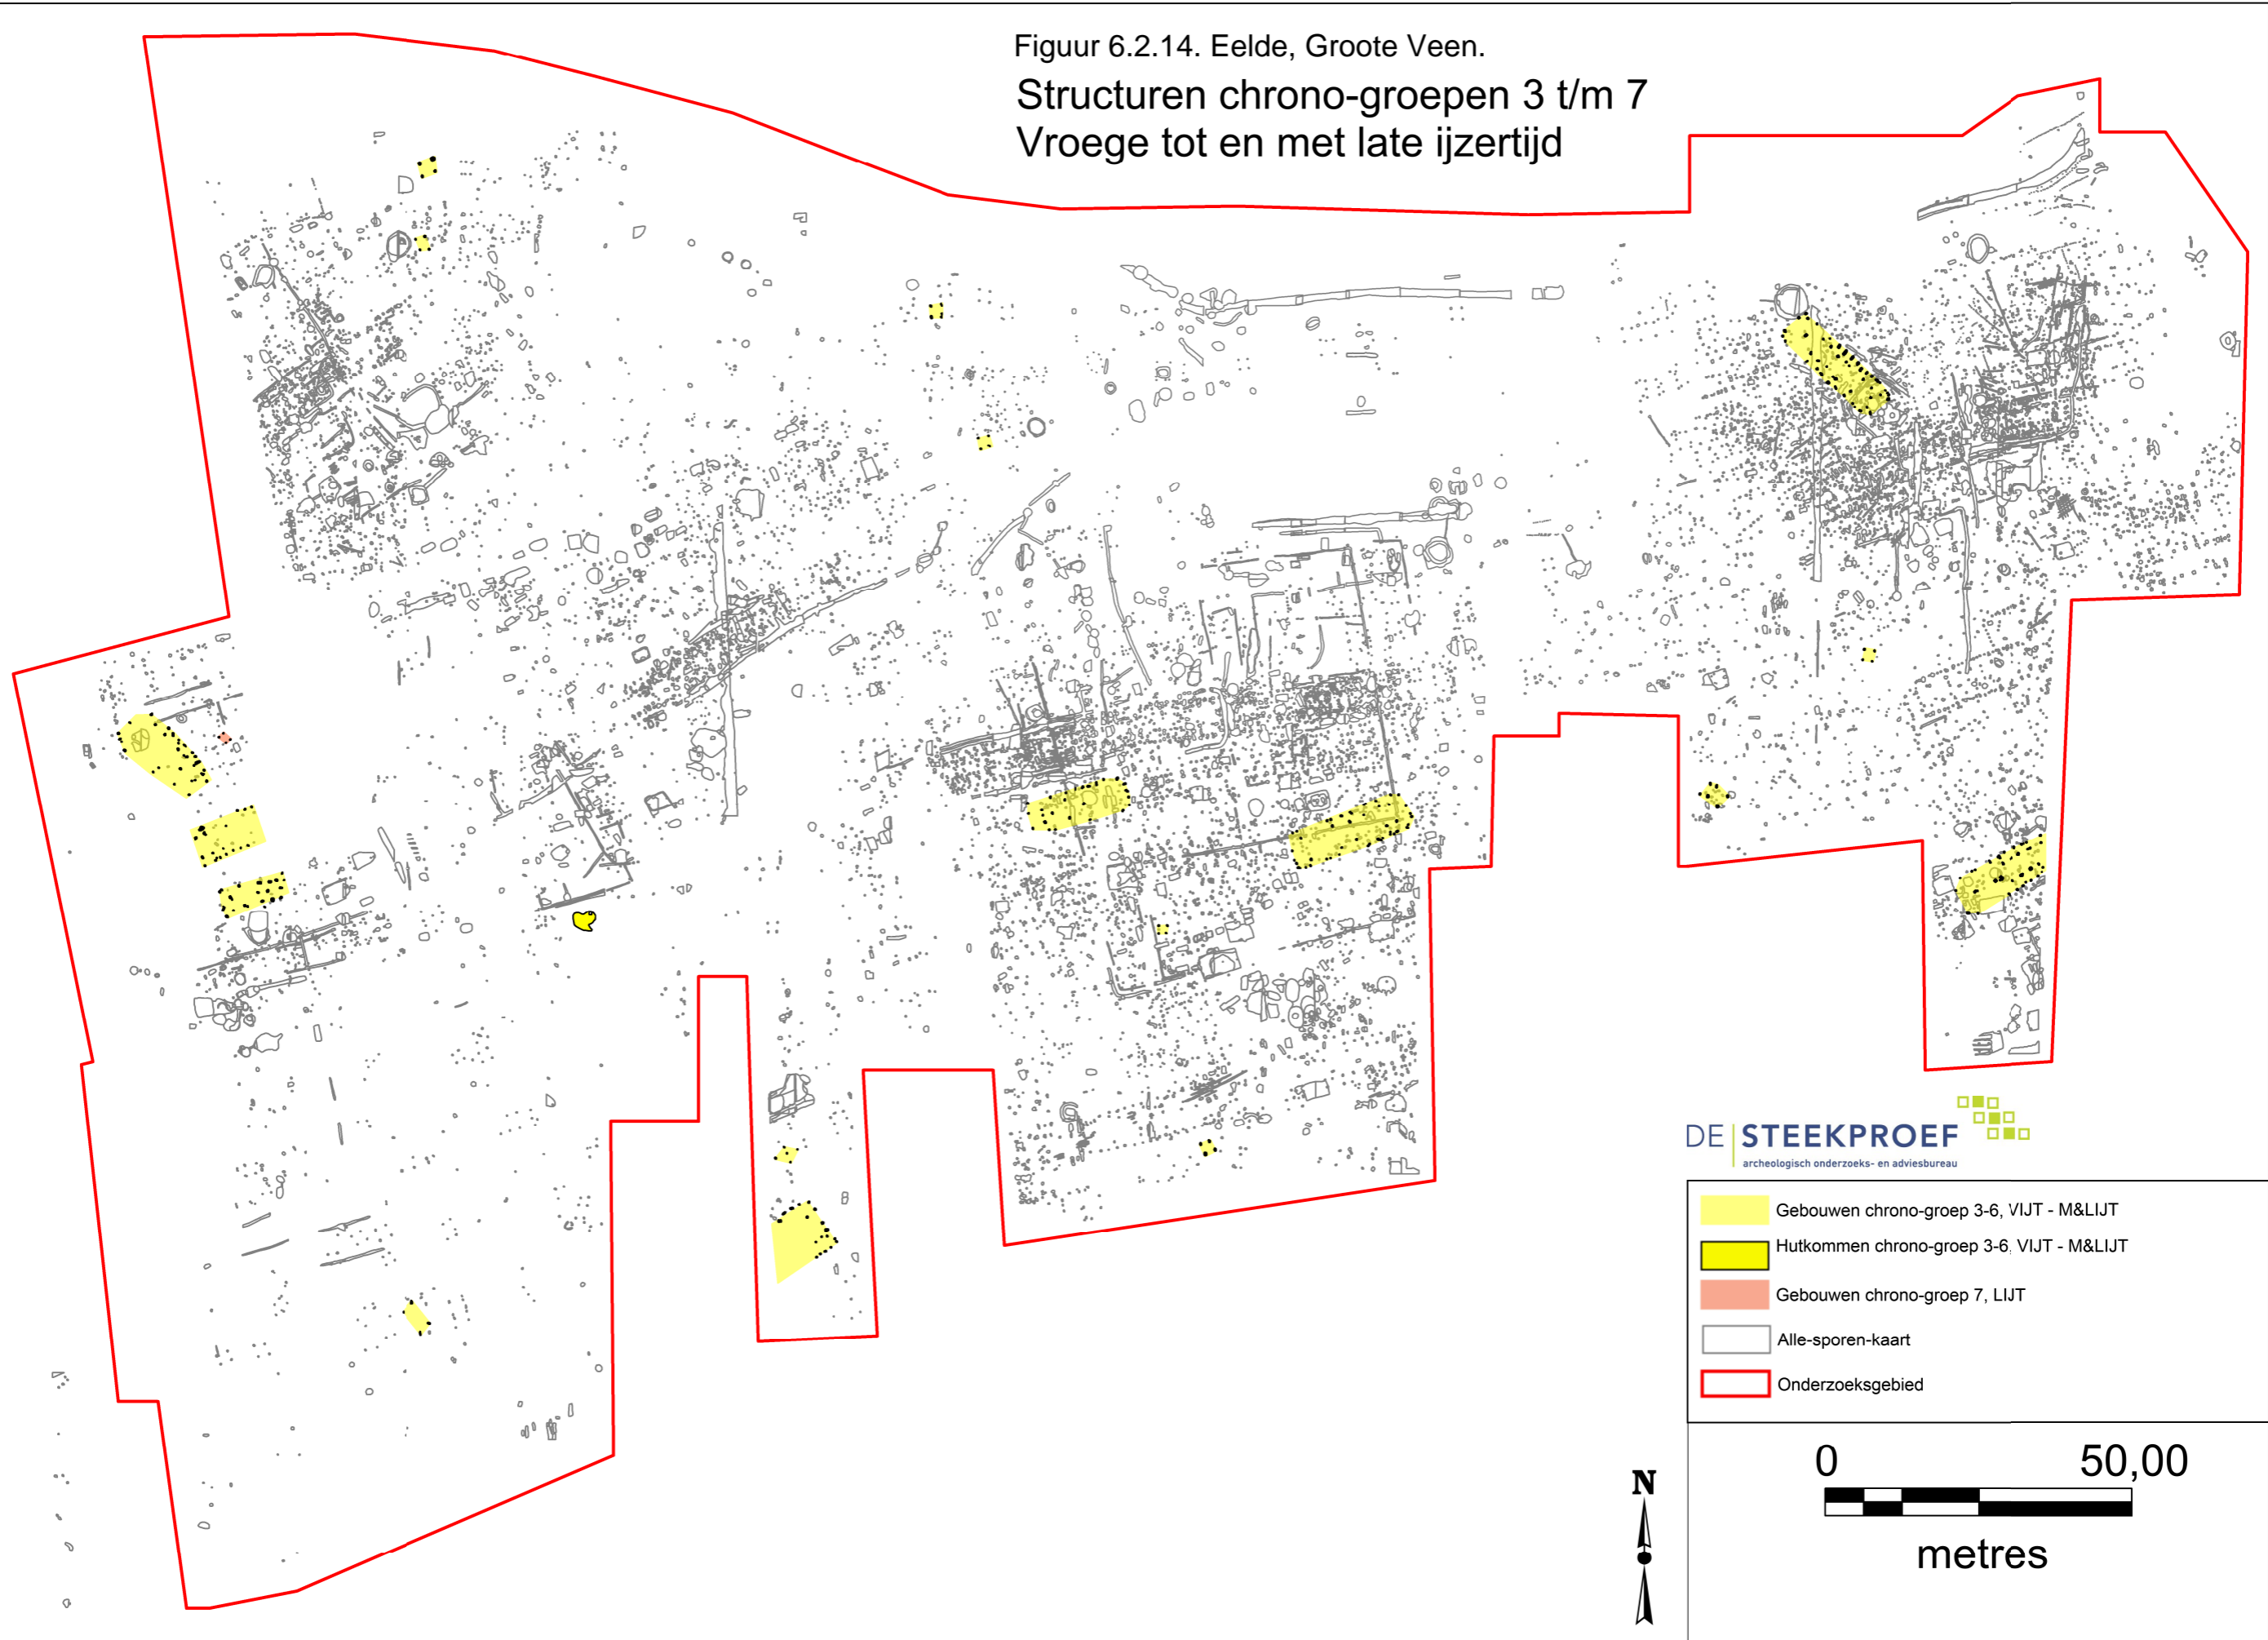 Figuur 6.2.14. Eelde, Groote Veen.
Structuren chrono-groepen 3 t/m 7
Vroege tot en met late ijzertijd
DE STEEKPROEF
archeologisch onderzoeks- en adviesbureau
Gebouwen chrono-groep 3-6, VIJT - M&LIJT
Hutkommen chrono-groep 3-6, VIJT - M&LIJT
Gebouwen chrono-groep 7, LIJT
Alle-sporen-kaart
Onderzoeksgebied
0 50,00
N
metres